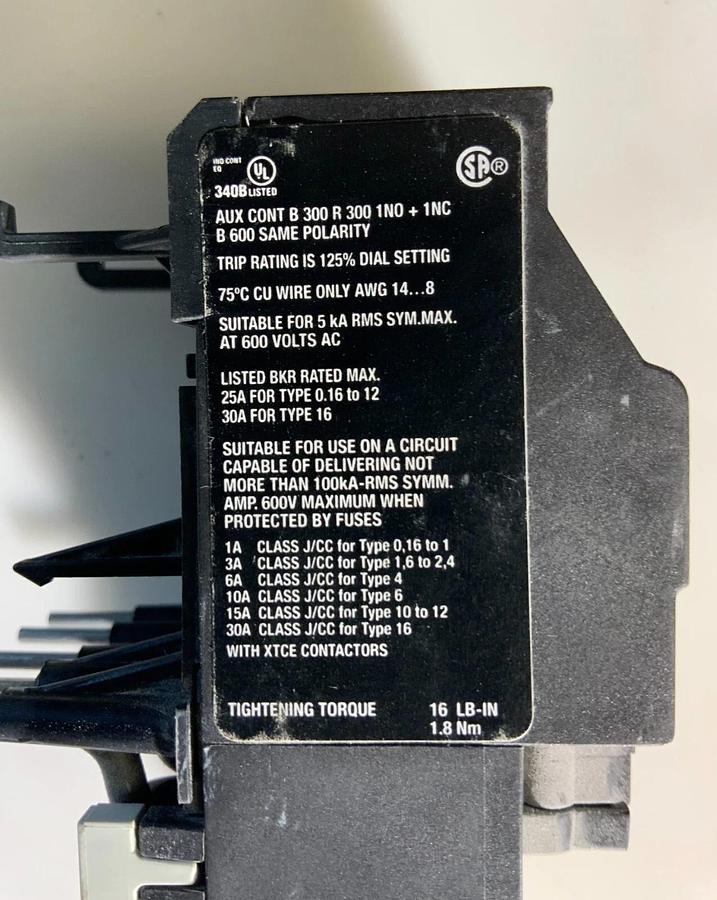 IND CONT
EQ
UL
340B LISTED
SA ®
AUX CONT B 300 R 300 1NO + 1NC
B 600 SAME POLARITY
TRIP RATING IS 125% DIAL SETTING
75ºC CU WIRE ONLY AWG 14...8
SUITABLE FOR 5 kA RMS SYM.MAX.
AT 600 VOLTS AC
LISTED BKR RATED MAX.
25A FOR TYPE 0.16 to 12
30A FOR TYPE 16
SUITABLE FOR USE ON A CIRCUIT
CAPABLE OF DELIVERING NOT
MORE THAN 100kA-RMS SYMM.
AMP. 600V MAXIMUM WHEN
PROTECTED BY FUSES
1A CLASS J/CC for Type 0,16 to 1
3A CLASS J/CC for Type 1,6 to 2,4
6A CLASS J/CC for Type 4
10A CLASS J/CC for Type 6
15A CLASS J/CC for Type 10 to 12
30A CLASS J/CC for Type 16
WITH XTCE CONTACTORS
TIGHTENING TORQUE 16 LB-IN
1.8 Nm